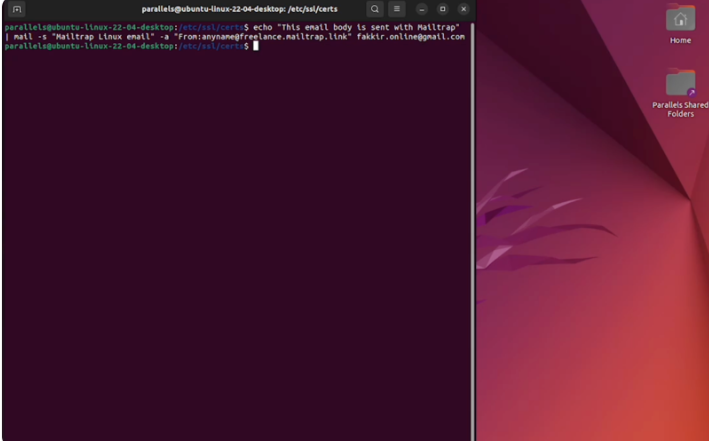 parallels@ubuntu-linux-22-04-desktop: /etc/ssl/certs
parallels@ubuntu-linux-22-04-desktop:/etc/ssl/certs$ echo "This email body is sent with Mailtrap"
| mail -s "Mailtrap Linux email" -a "From:anyname@freelance.mailtrap.link" fakkir.online@gmail.com
parallels@ubuntu-linux-22-04-desktop:/etc/ssl/certs$
Home
Parallels Shared
Folders